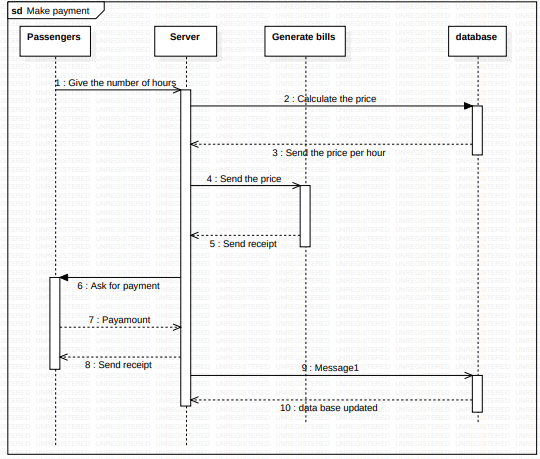 sd Make payment
Passengers
Server
Generate bills
database
1 : Give the number of hours
2 : Calculate the price
3 : Send the price per hour
4 : Send the price
5 : Send receipt
6 : Ask for payment
7 : Payamount
8 : Send receipt
9 : Message1
10 : data base updated